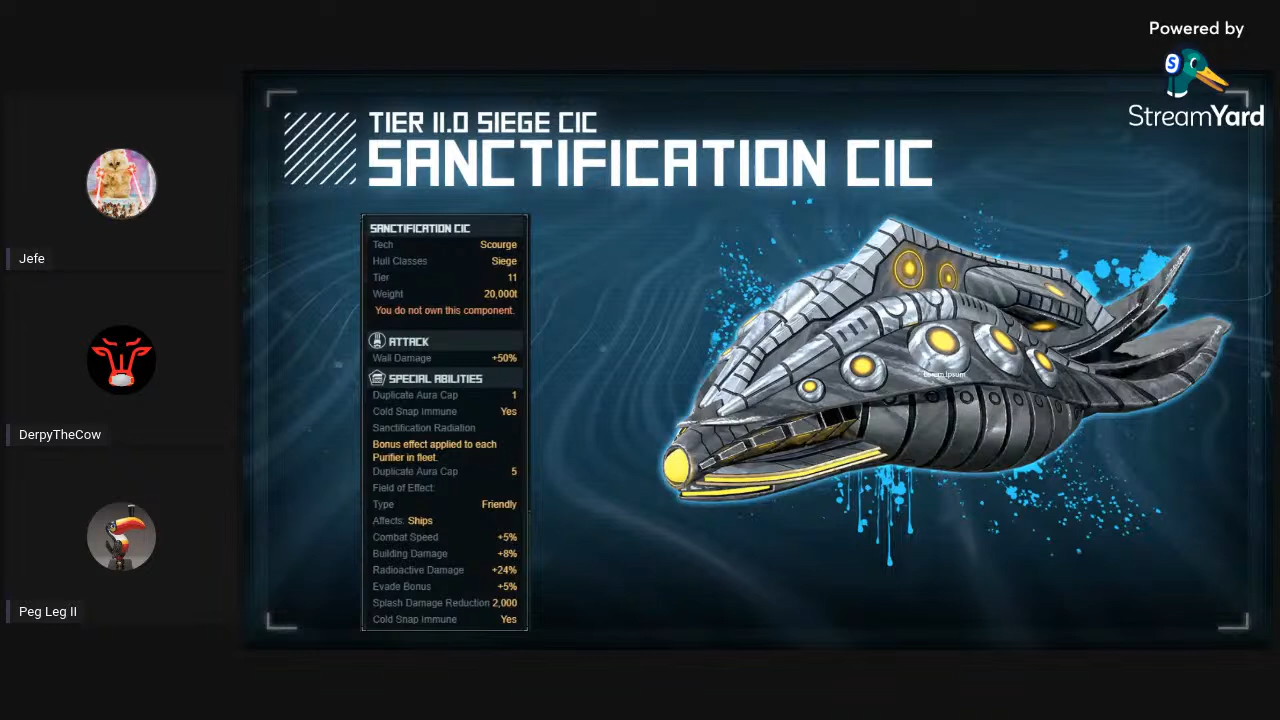 Powered by
S
StreamYard
Jefe
DerpyTheCow
Peg Leg II
TIER II.0 SIEGE CIC
SANCTIFICATION CIC
SANCTIFICATION CIC
Tech Scourge
Hull Classes Siege
Tier 11
Weight 20,000t
You do not own this component.
ATTACK
Wall Damage +50%
SPECIAL ABILITIES
Duplicate Aura Cap 1
Cold Snap Immune Yes
Sanctification Radiation
Bonus effect applied to each
Purifier in fleet.
Duplicate Aura Cap 5
Field of Effect:
Type Friendly
Affects: Ships
Combat Speed +5%
Building Damage +8%
Radioactive Damage +24%
Evade Bonus +5%
Splash Damage Reduction 2,000
Cold Snap Immune Yes
Lorem Ipsum